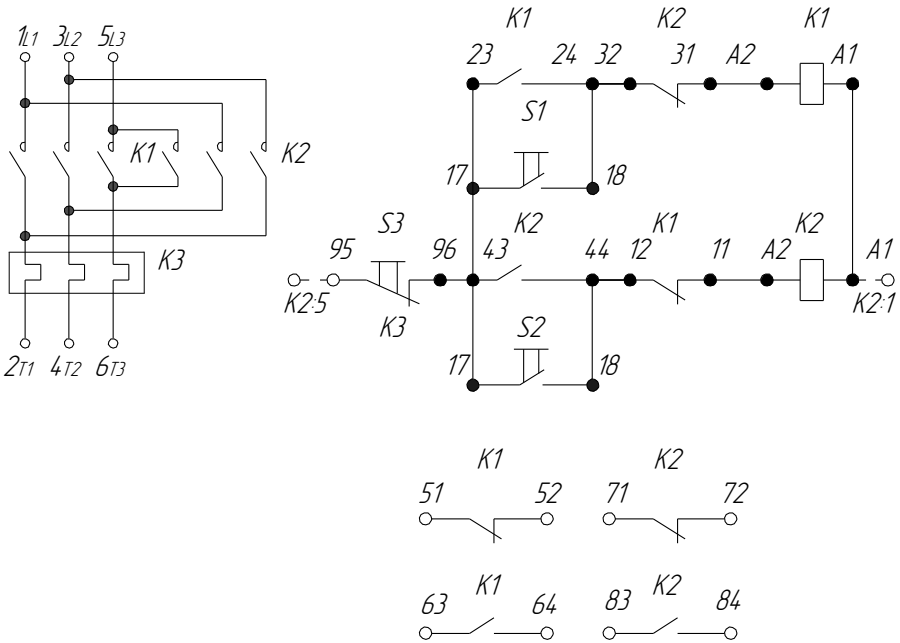 1L1 3L2 5L3
K1 K2
K3
2T1 4T2 6T3
K1 K2 K1
23 24 32 31 A2 A1
S1
17 18
S3 K2 K1 K2
95 96 43 44 12 11 A2 A1
K2:5 K3 K2:1
S2
17 18
K1 K2
51 52 71 72
K1 K2
63 64 83 84